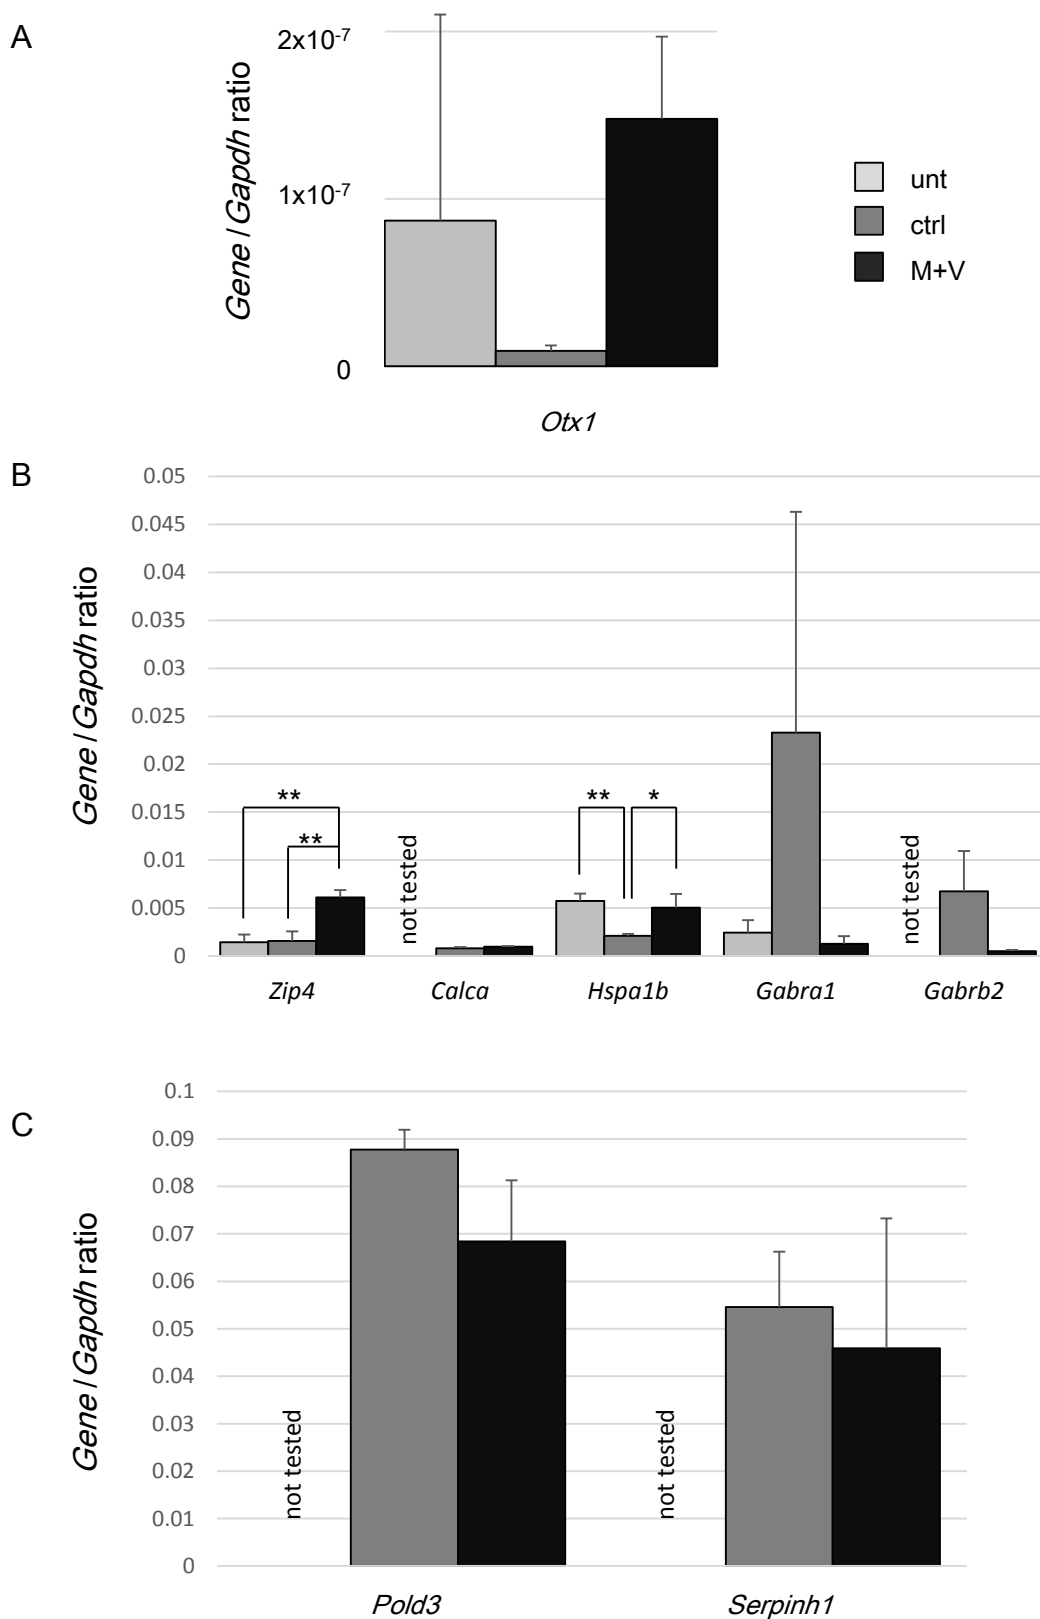 A
2x10-7
1x10-7
0
Gene / Gapdh ratio
Otx1
unt
ctrl
M+V
B
0.05
0.045
0.04
0.035
0.03
0.025
0.02
0.015
0.01
0.005
0
Gene / Gapdh ratio
** ** not tested ** * not tested
Zip4 Calca Hspa1b Gabra1 Gabrb2
C
0.1
0.09
0.08
0.07
0.06
0.05
0.04
0.03
0.02
0.01
0
Gene / Gapdh ratio
not tested not tested
Pold3 Serpinh1